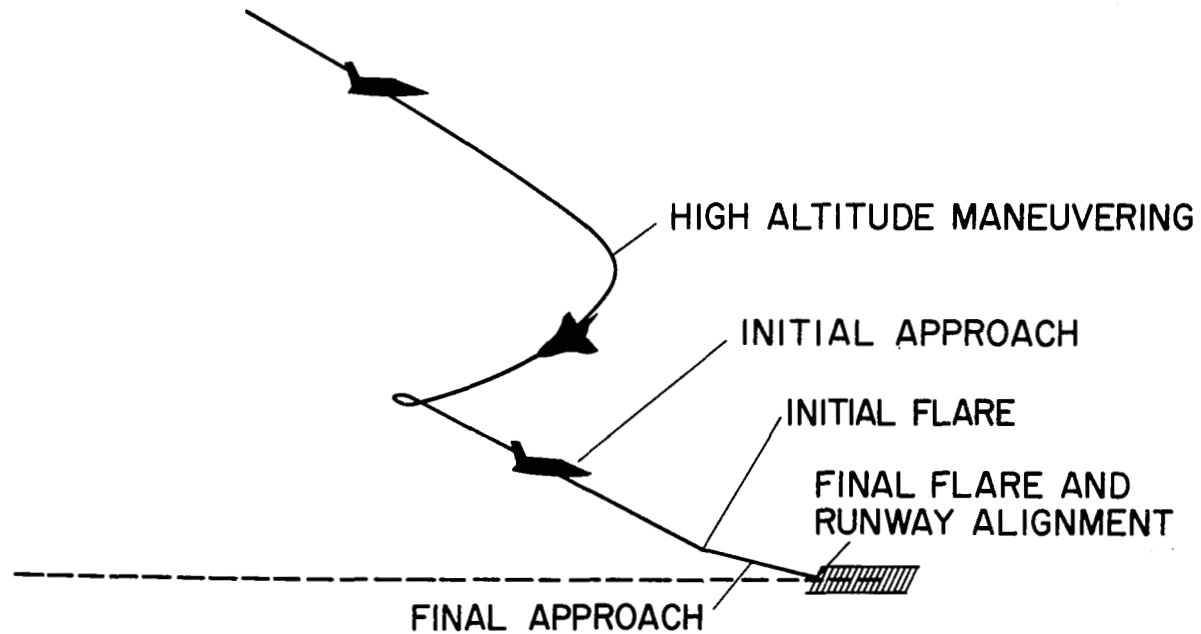 HIGH ALTITUDE MANEUVERING
INITIAL APPROACH
INITIAL FLARE
FINAL FLARE AND
RUNWAY ALIGNMENT
FINAL APPROACH